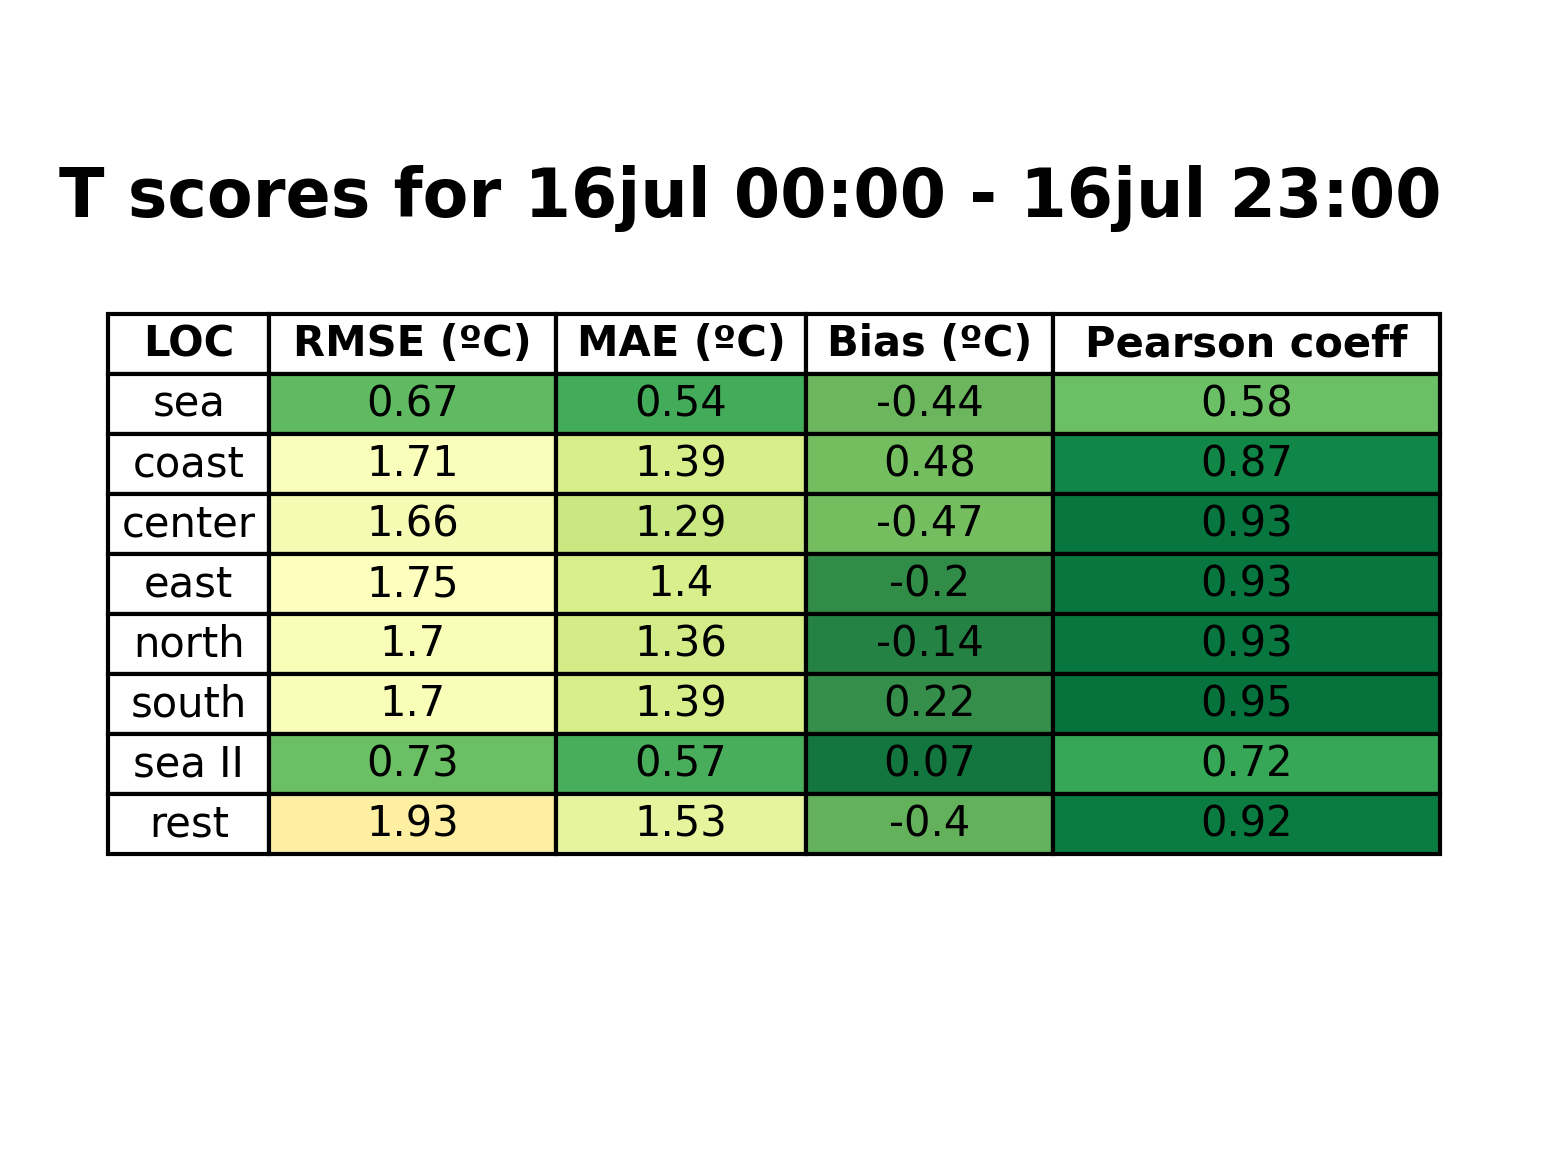 T scores for 16jul 00:00 - 16jul 23:00
LOC RMSE (ºC) MAE (ºC) Bias (ºC) Pearson coeff
sea 0.67 0.54 -0.44 0.58
coast 1.71 1.39 0.48 0.87
center 1.66 1.29 -0.47 0.93
east 1.75 1.4 -0.2 0.93
north 1.7 1.36 -0.14 0.93
south 1.7 1.39 0.22 0.95
sea II 0.73 0.57 0.07 0.72
rest 1.93 1.53 -0.4 0.92